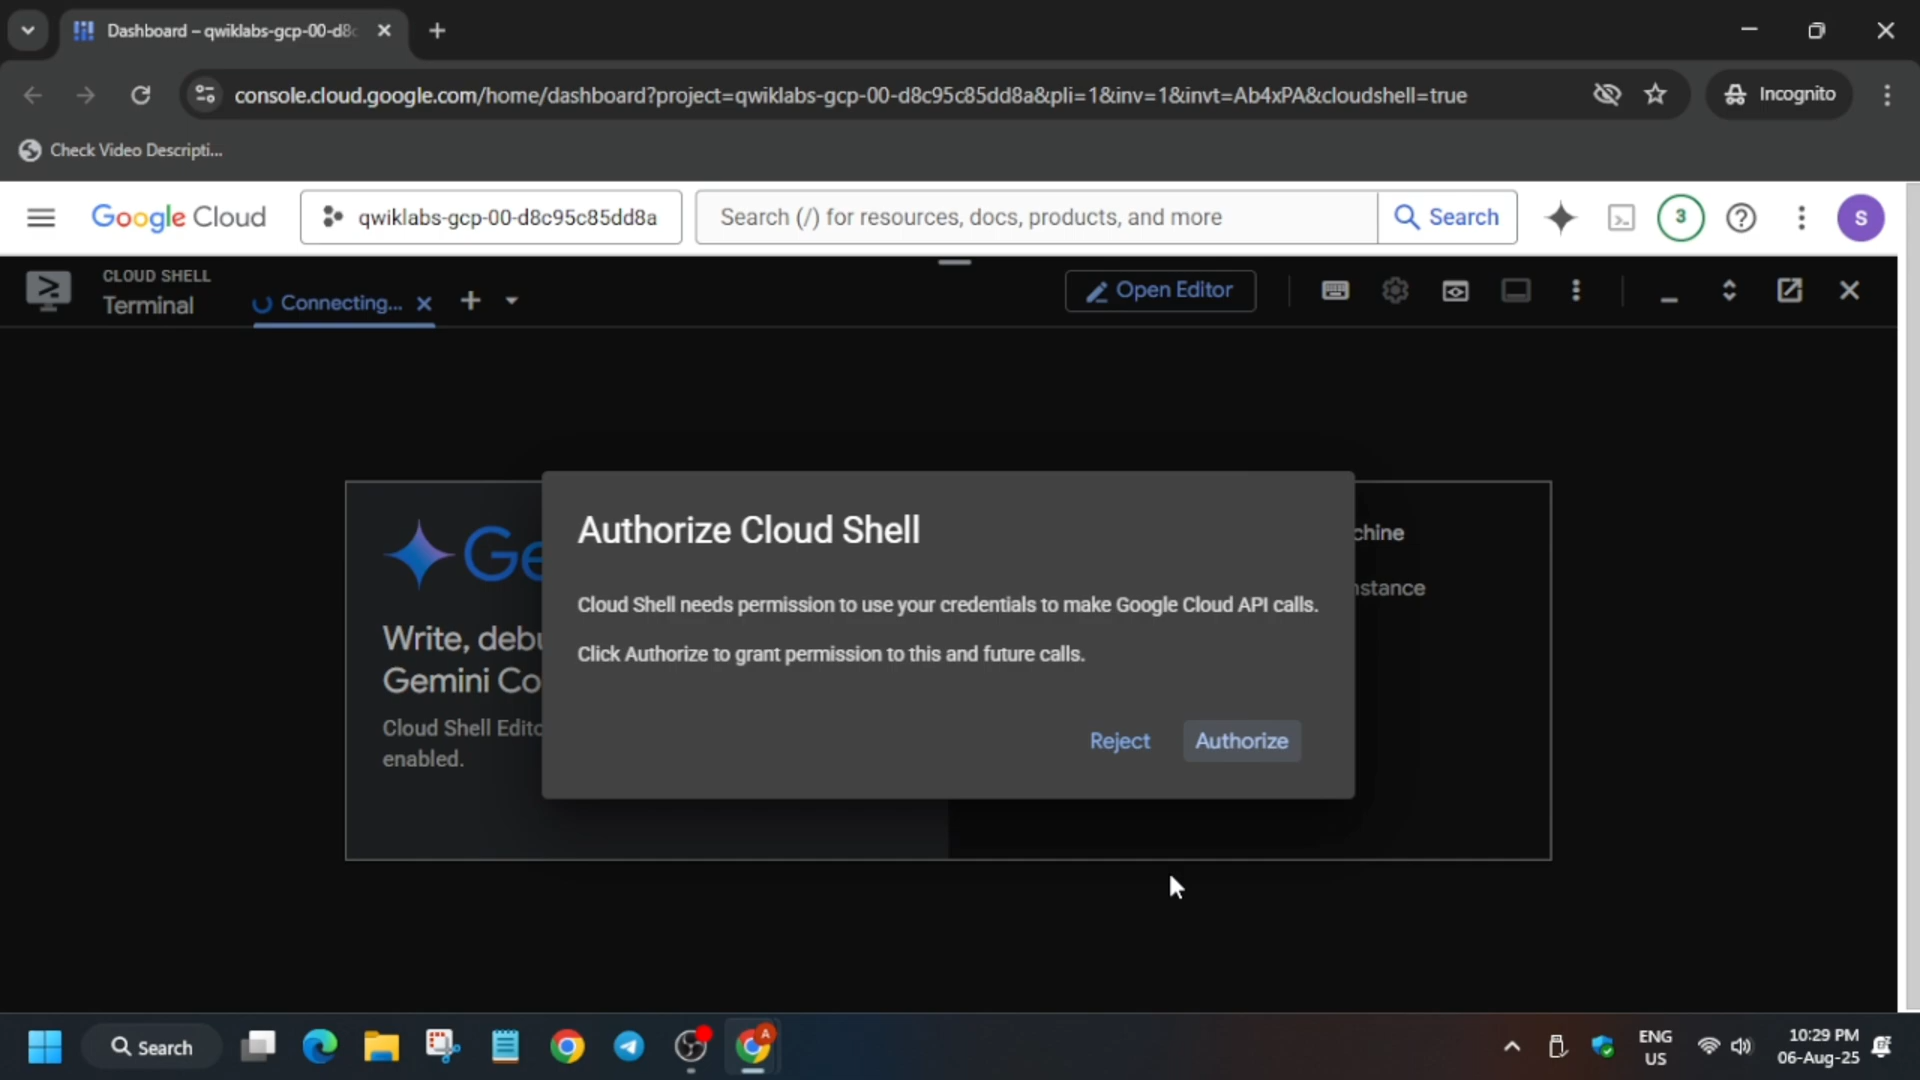 Dashboard – qwiklabs-gcp-00-d8c
console.cloud.google.com/home/dashboard?project=qwiklabs-gcp-00-d8c95c85dd8a&pli=1&inv=1&invt=Ab4xPA&cloudshell=true
Incognito
Check Video Descripti...
Google Cloud
qwiklabs-gcp-00-d8c95c85dd8a
Search (/) for resources, docs, products, and more
Search
3
S
CLOUD SHELL
Terminal
Connecting...
Open Editor
Ge
Write, debu
Gemini Co
Cloud Shell Edito
enabled.
Authorize Cloud Shell
Cloud Shell needs permission to use your credentials to make Google Cloud API calls.
Click Authorize to grant permission to this and future calls.
Reject
Authorize
chine
stance
Search
A
ENG
US
10:29 PM
06-Aug-25